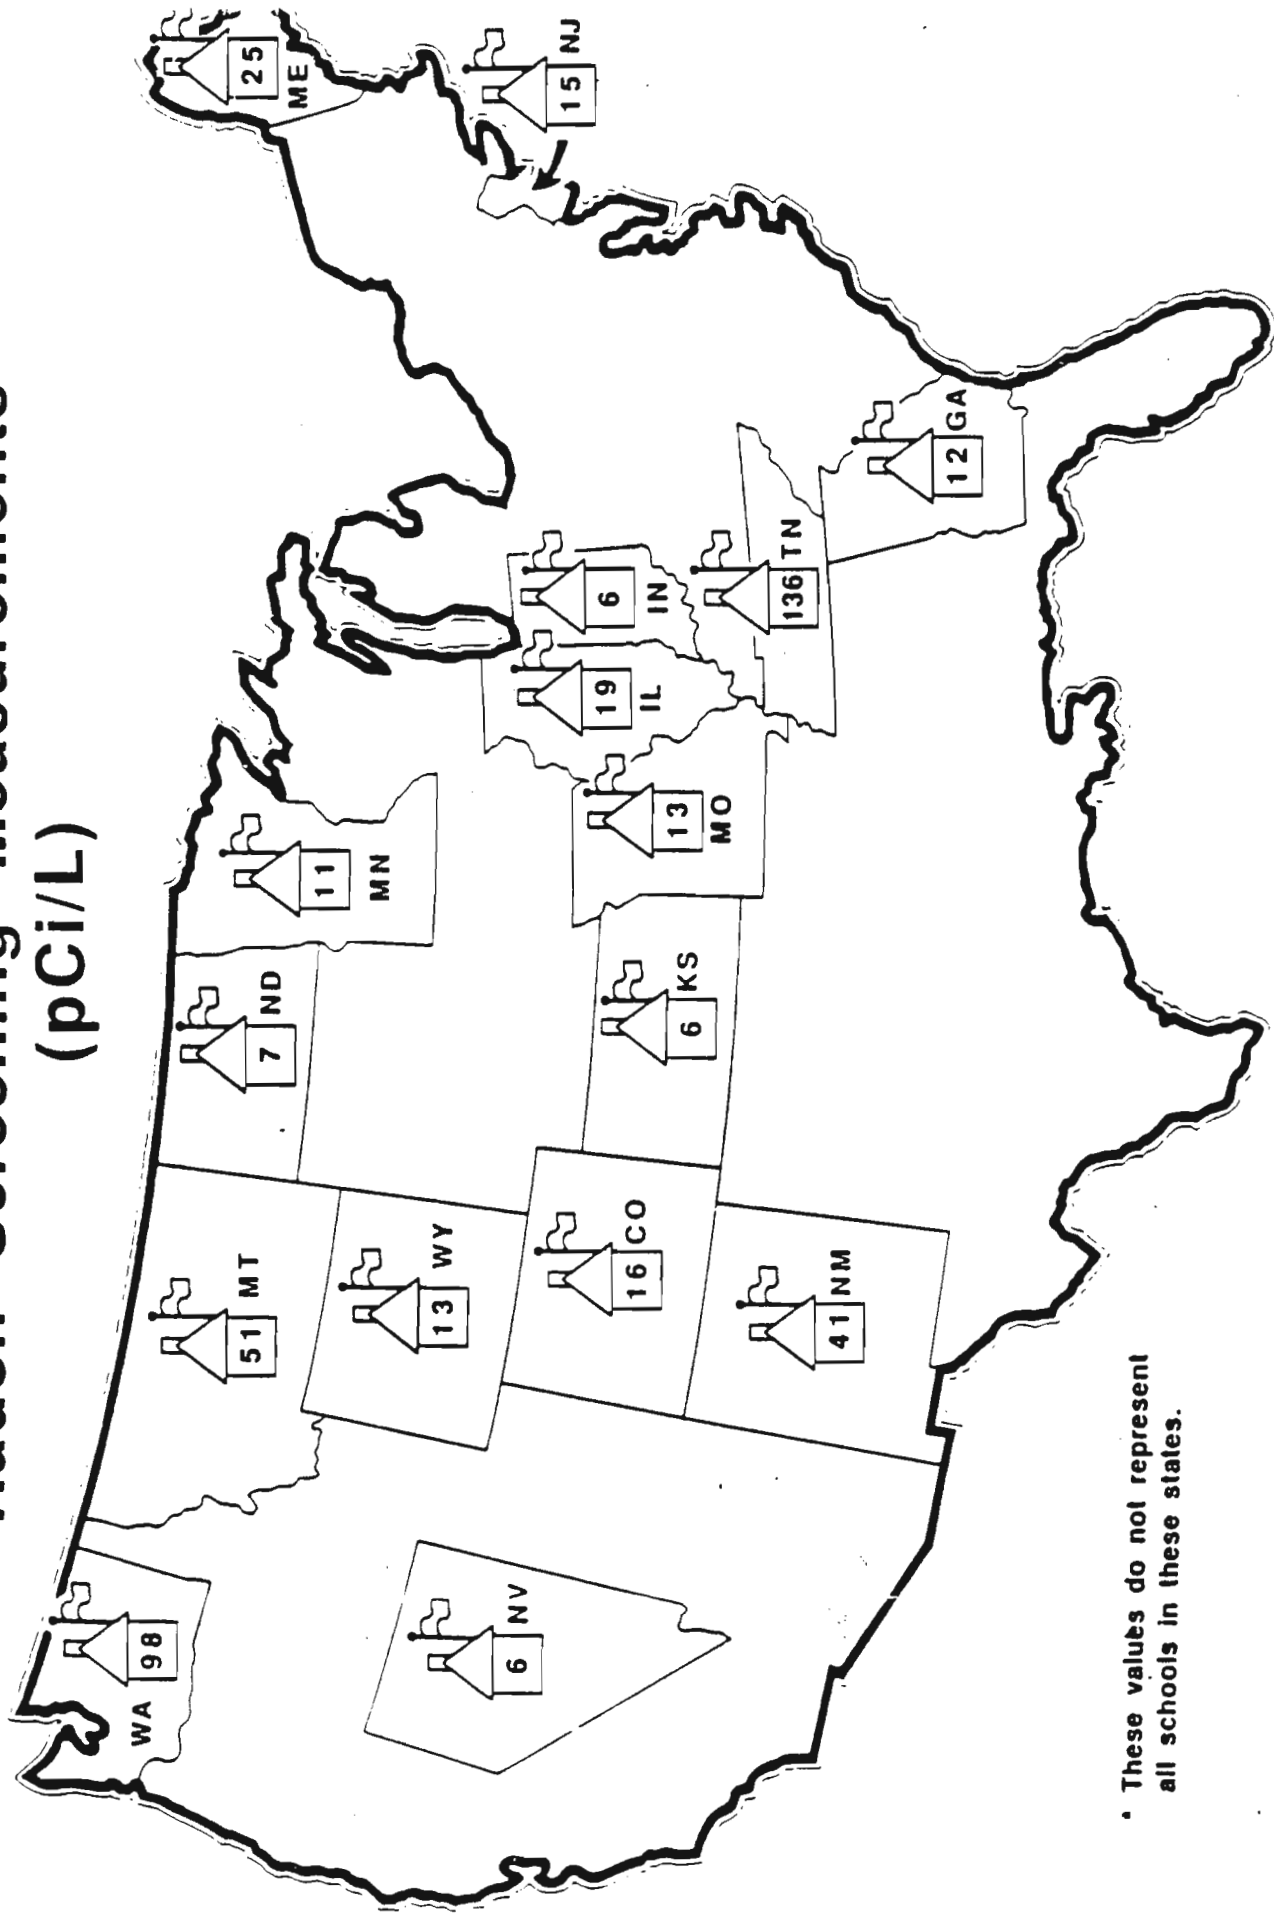 Radon Screening Measurements
(pCi/L)
98
WA
51
MT
7
ND
11
MN
25
ME
15
NJ
13
WY
6
NV
16
CO
6
KS
13
MO
19
IL
6
IN
136
TN
41
NM
12
GA
* These values do not represent
all schools in these states.